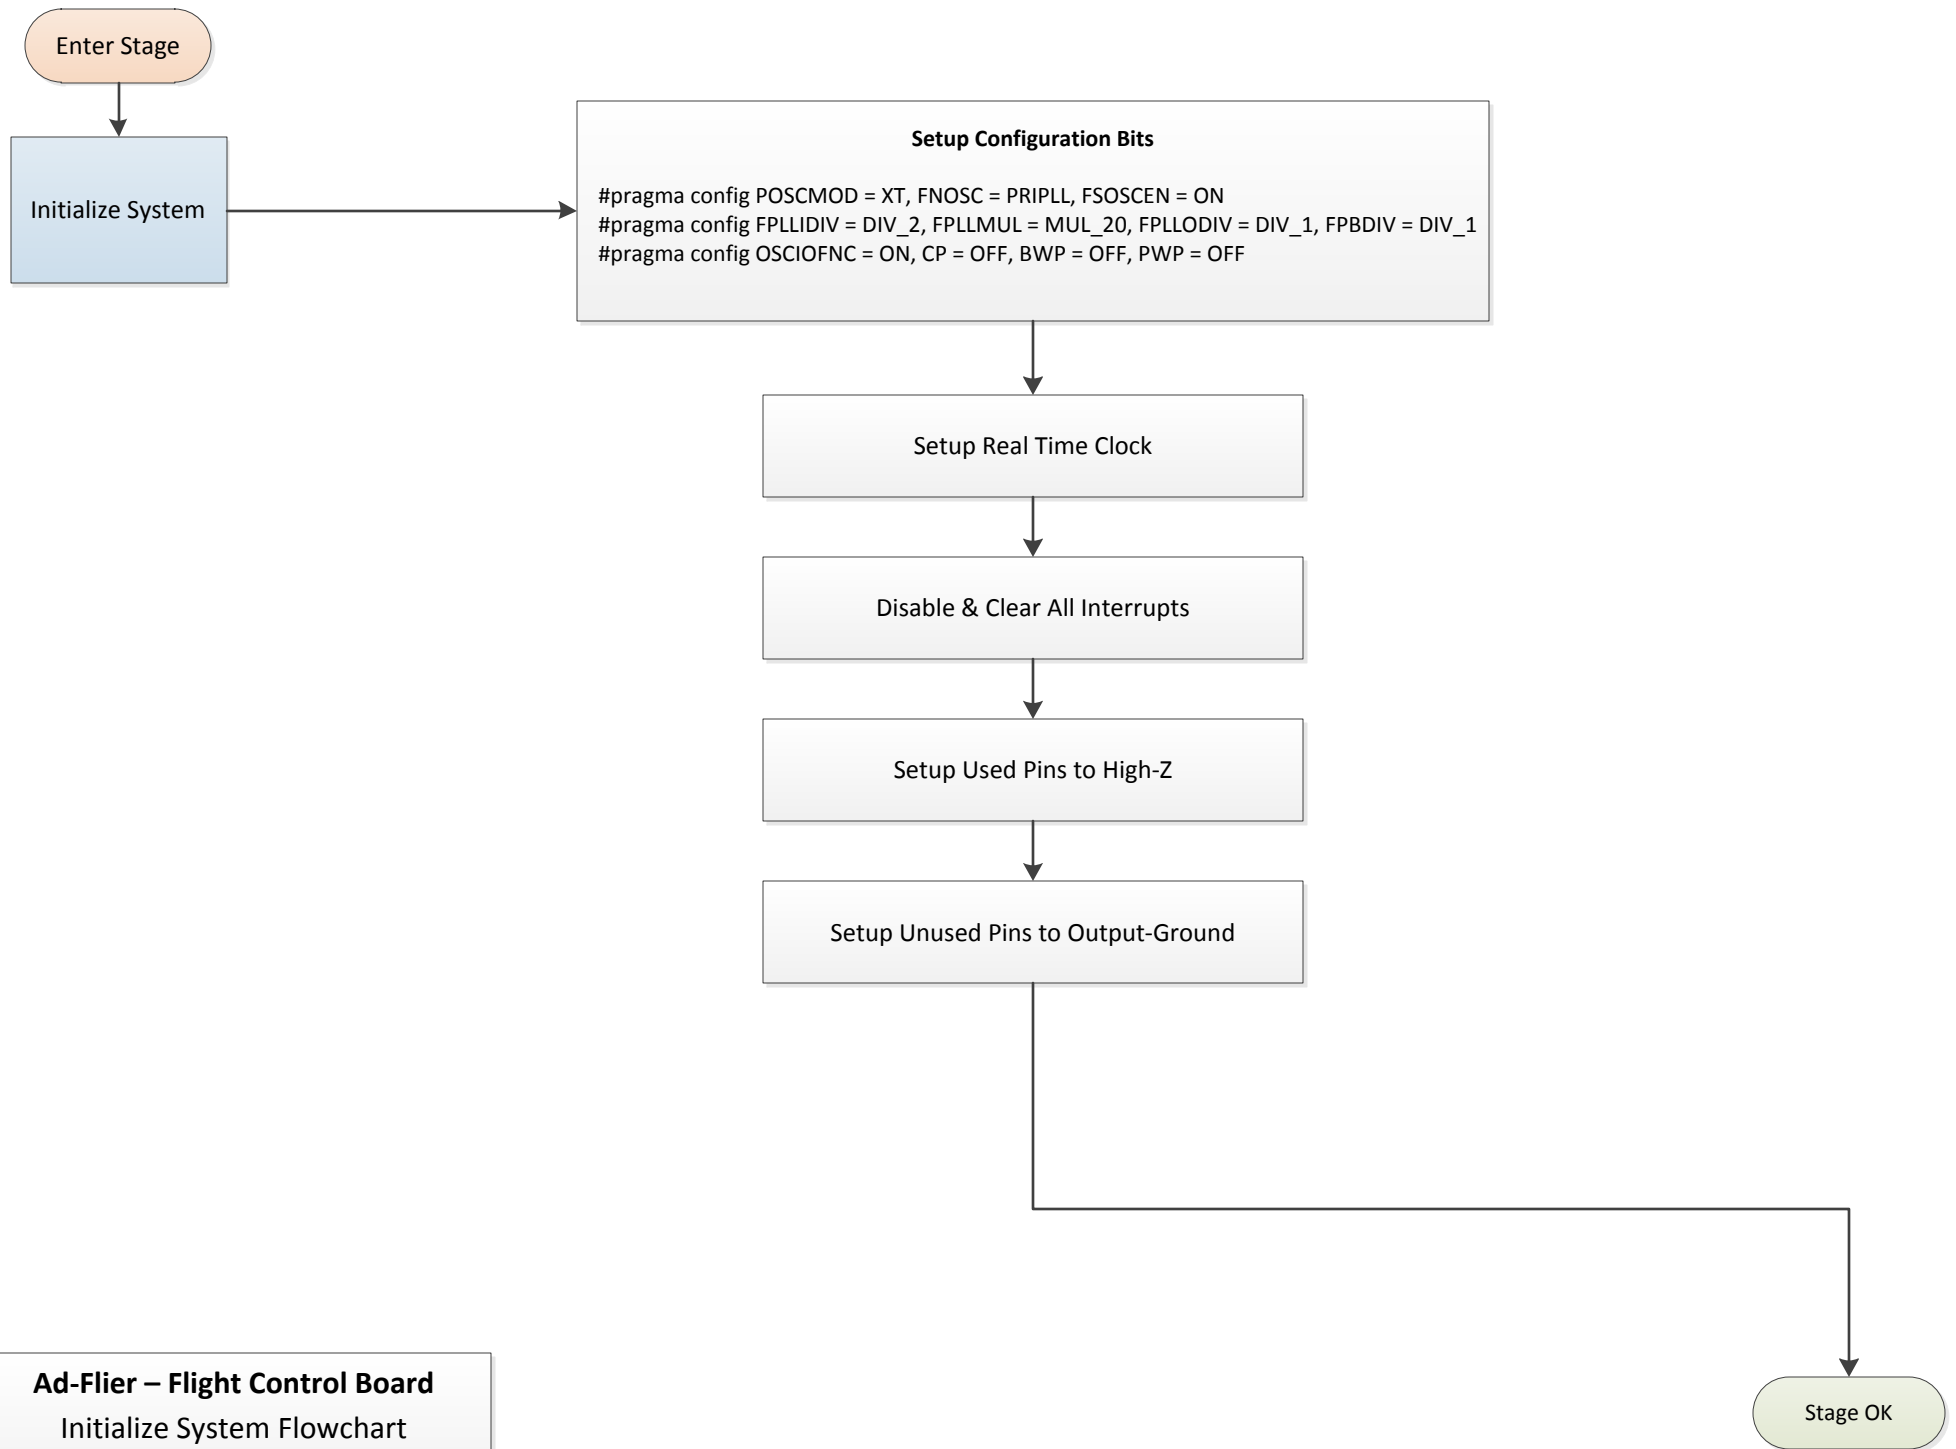 Enter Stage
Initialize System
Setup Configuration Bits
#pragma config POSCMOD = XT, FNOSC = PRIPLL, FSOSCEN = ON
#pragma config FPLLIDIV = DIV_2, FPLLMUL = MUL_20, FPLLODIV = DIV_1, FPBDIV = DIV_1
#pragma config OSCIOFNC = ON, CP = OFF, BWP = OFF, PWP = OFF
Setup Real Time Clock
Disable & Clear All Interrupts
Setup Used Pins to High-Z
Setup Unused Pins to Output-Ground
Stage OK
Ad-Flier – Flight Control Board
Initialize System Flowchart